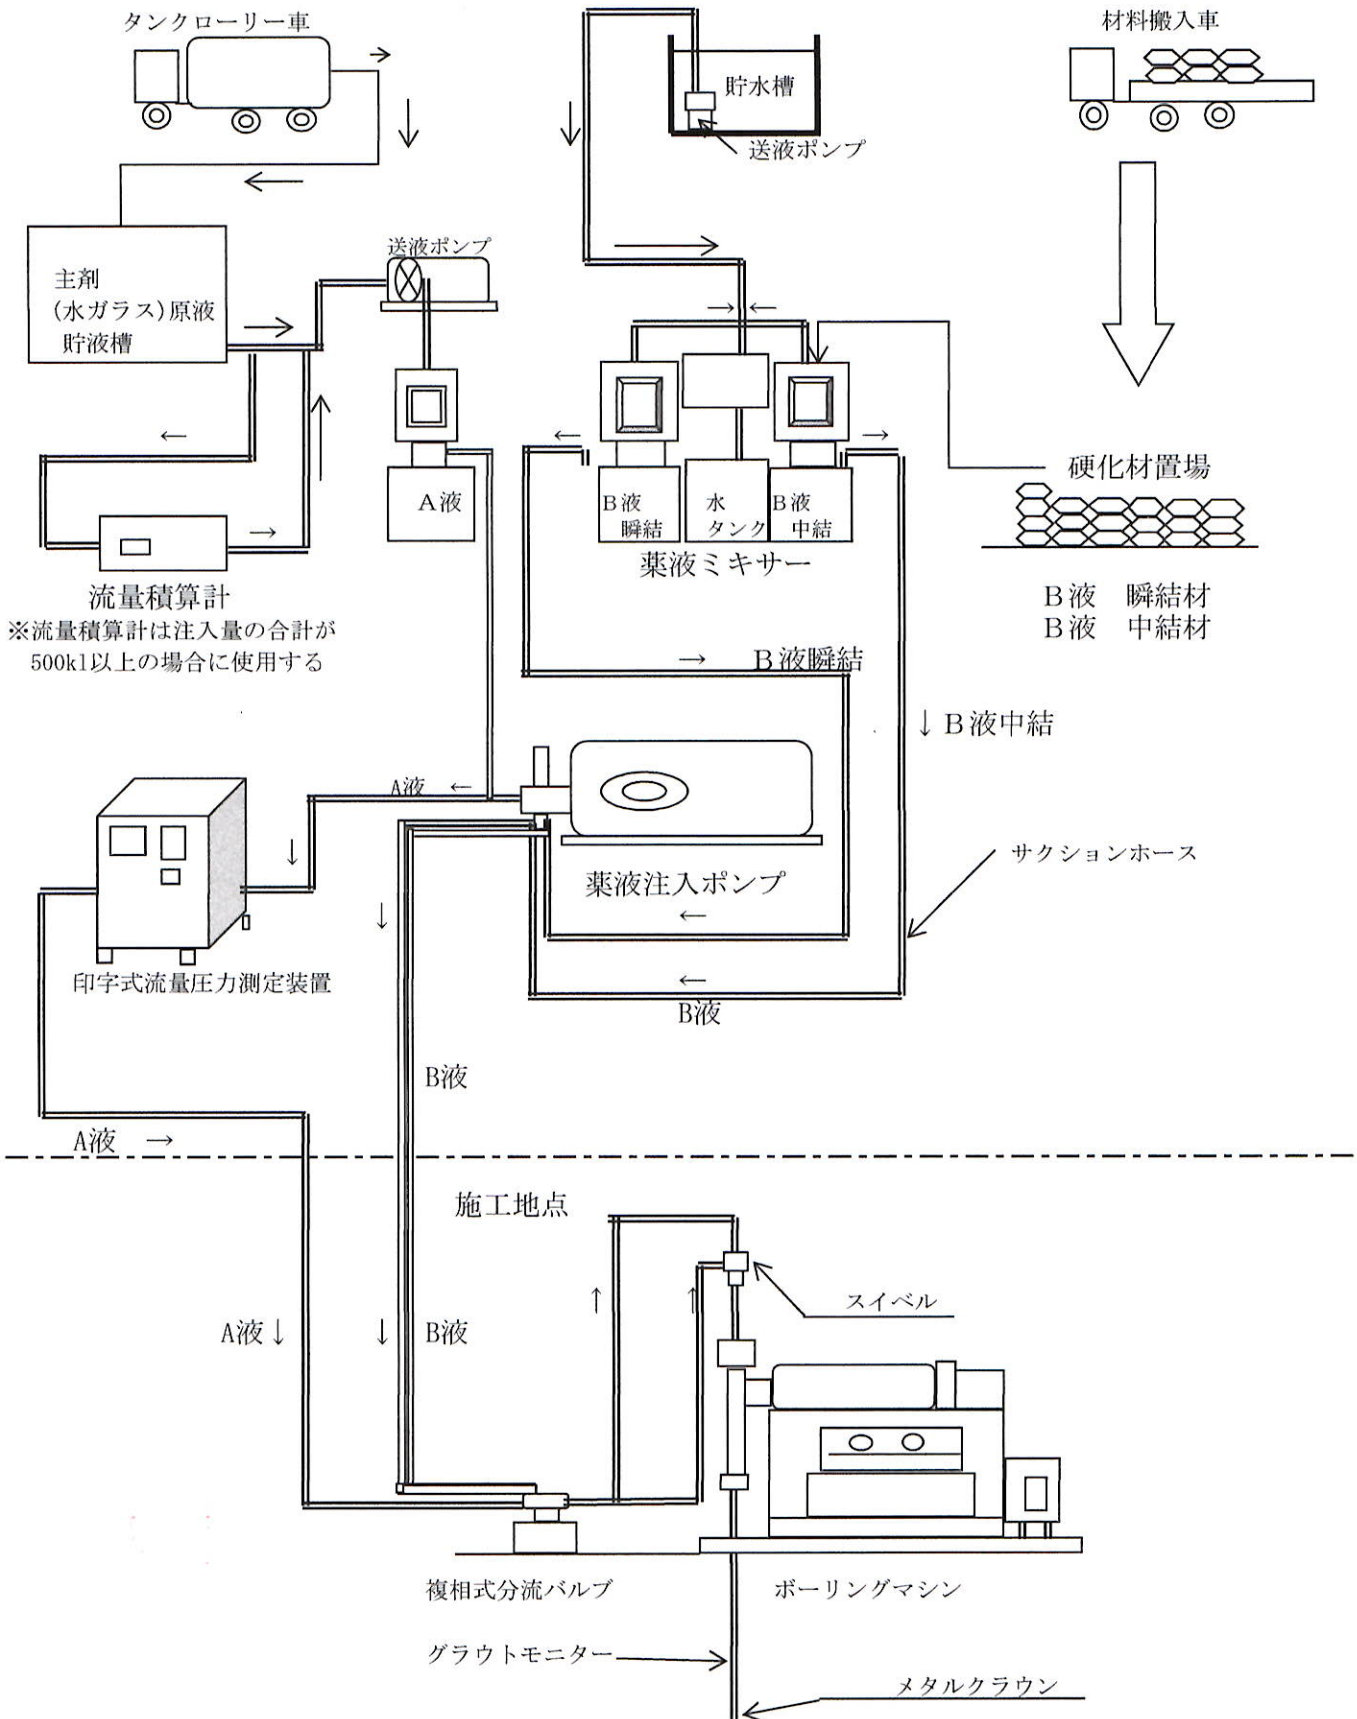 タンクローリー車
材料搬入車
貯水槽
送液ポンプ
送液ポンプ
主剤
(水ガラス)原液
貯液槽
A液
B液
瞬結
水
タンク
B液
中結
薬液ミキサー
硬化材置場
流量積算計
※流量積算計は注入量の合計が
500kl以上の場合に使用する
B液 瞬結材
B液 中結材
B液瞬結
B液中結
A液
サクションホース
薬液注入ポンプ
印字式流量圧力測定装置
B液
B液
A液
施工地点
スイベル
A液
B液
複相式分流バルブ
ボーリングマシン
グラウトモニター
メタルクラウン